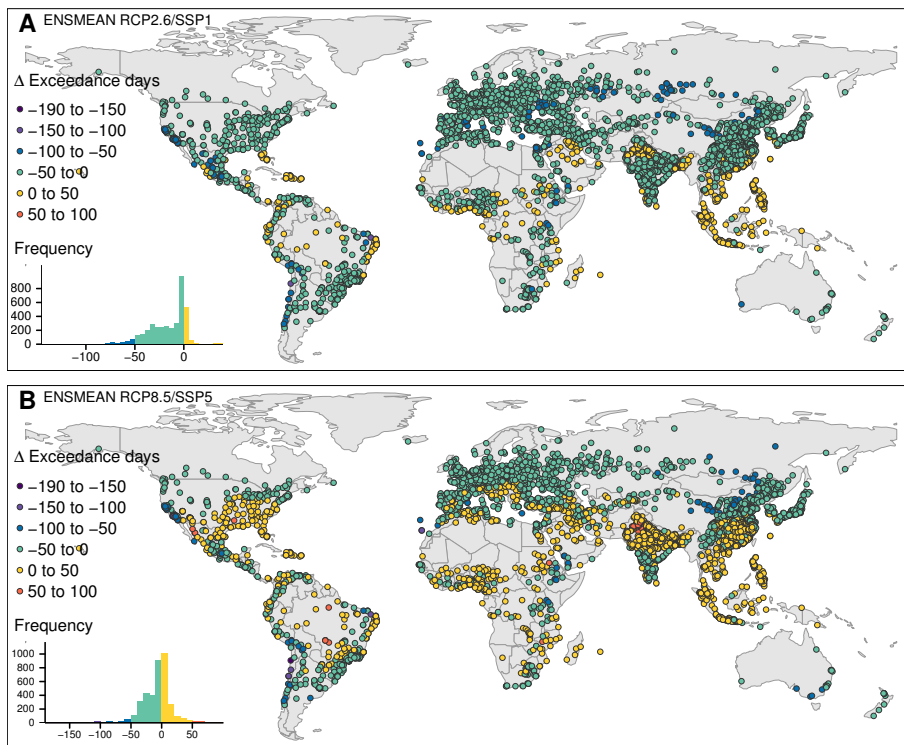 A ENSMEAN RCP2.6/SSP1
Δ Exceedance days
−190 to −150
−150 to −100
−100 to −50
−50 to 0
0 to 50
50 to 100
Frequency
800
600
400
200
0
−100
−50
0
B ENSMEAN RCP8.5/SSP5
Δ Exceedance days
−190 to −150
−150 to −100
−100 to −50
−50 to 0
0 to 50
50 to 100
Frequency
1000
800
600
400
200
0
−150
−100
−50
0
50